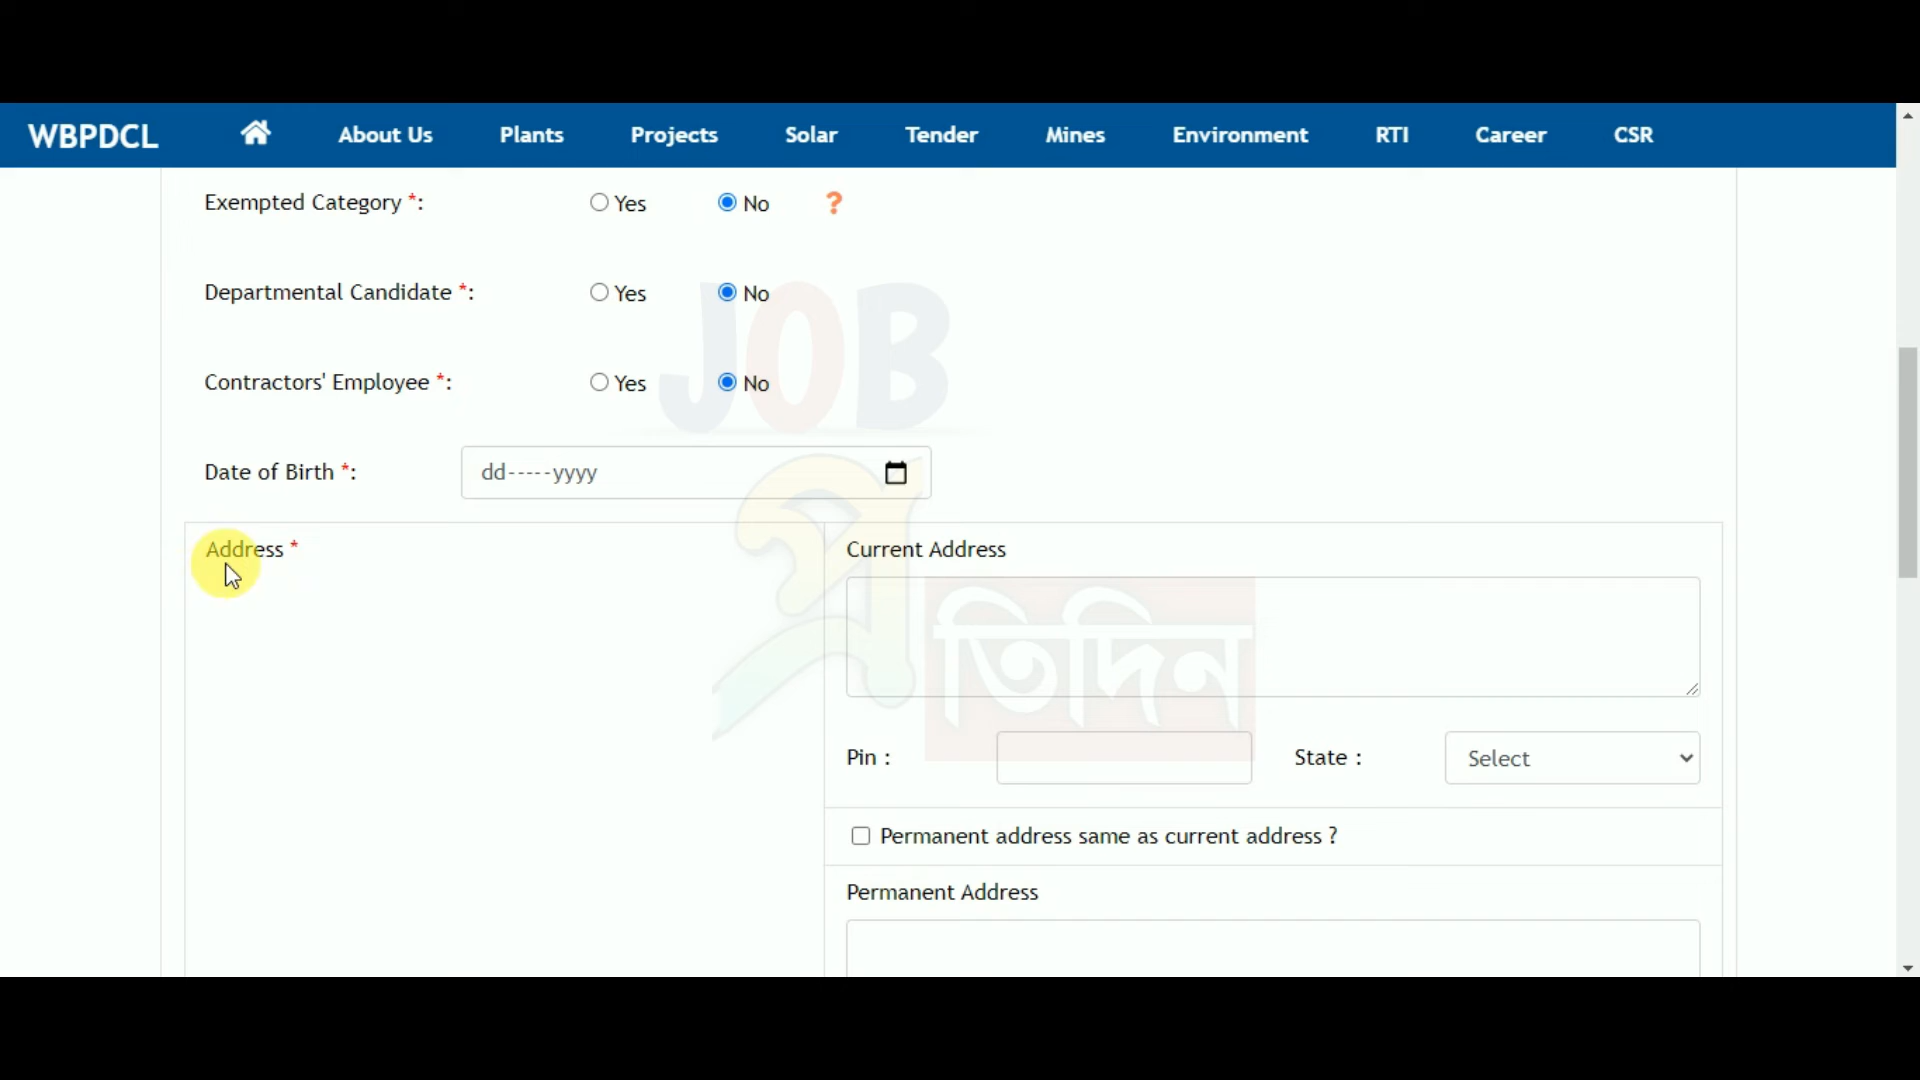 WBPDCL About Us Plants Projects Solar Tender Mines Environment RTI Career CSR
Exempted Category *: Yes No ?
Departmental Candidate *: Yes No
Contractors' Employee *: Yes No
JOB
Date of Birth *: dd-----yyyy
Address *
Current Address
প্রতিদিন
Pin :
State : Select
Permanent address same as current address ?
Permanent Address